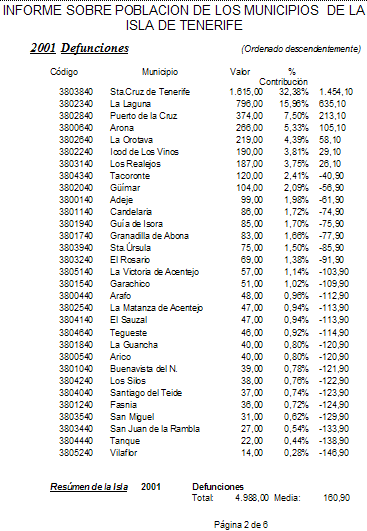 INFORME SOBRE POBLACION DE LOS MUNICIPIOS DE LA
ISLA DE TENERIFE
2001 Defunciones (Ordenado descendentemente)
Código Municipio Valor %
Contribución
3803840 Sta.Cruz de Tenerife 1.615,00 32,38% 1.454,10
3802340 La Laguna 796,00 15,96% 635,10
3802840 Puerto de la Cruz 374,00 7,50% 213,10
3800640 Arona 266,00 5,33% 105,10
3802640 La Orotava 219,00 4,39% 58,10
3802240 Icod de Los Vinos 190,00 3,81% 29,10
3803140 Los Realejos 187,00 3,75% 26,10
3804340 Tacoronte 120,00 2,41% -40,90
3802040 Güímar 104,00 2,09% -56,90
3800140 Adeje 99,00 1,98% -61,90
3801140 Candelaria 86,00 1,72% -74,90
3801940 Guía de Isora 85,00 1,70% -75,90
3801740 Granadilla de Abona 83,00 1,66% -77,90
3803940 Sta.Úrsula 75,00 1,50% -85,90
3803240 El Rosario 69,00 1,38% -91,90
3805140 La Victoria de Acentejo 57,00 1,14% -103,90
3801540 Garachico 51,00 1,02% -109,90
3800440 Arafo 48,00 0,96% -112,90
3802540 La Matanza de Acentejo 47,00 0,94% -113,90
3804140 El Sauzal 47,00 0,94% -113,90
3804640 Tegueste 46,00 0,92% -114,90
3801840 La Guancha 40,00 0,80% -120,90
3800540 Arico 40,00 0,80% -120,90
3801040 Buenavista del N. 39,00 0,78% -121,90
3804240 Los Silos 38,00 0,76% -122,90
3804040 Santiago del Teide 37,00 0,74% -123,90
3801240 Fasnia 36,00 0,72% -124,90
3803540 San Miguel 31,00 0,62% -129,90
3803440 San Juan de la Rambla 27,00 0,54% -133,90
3804440 Tanque 22,00 0,44% -138,90
3805240 Vilaflor 14,00 0,28% -146,90
Resúmen de la Isla 2001 Defunciones
Total: 4.988,00 Media: 160,90
Página 2 de 6